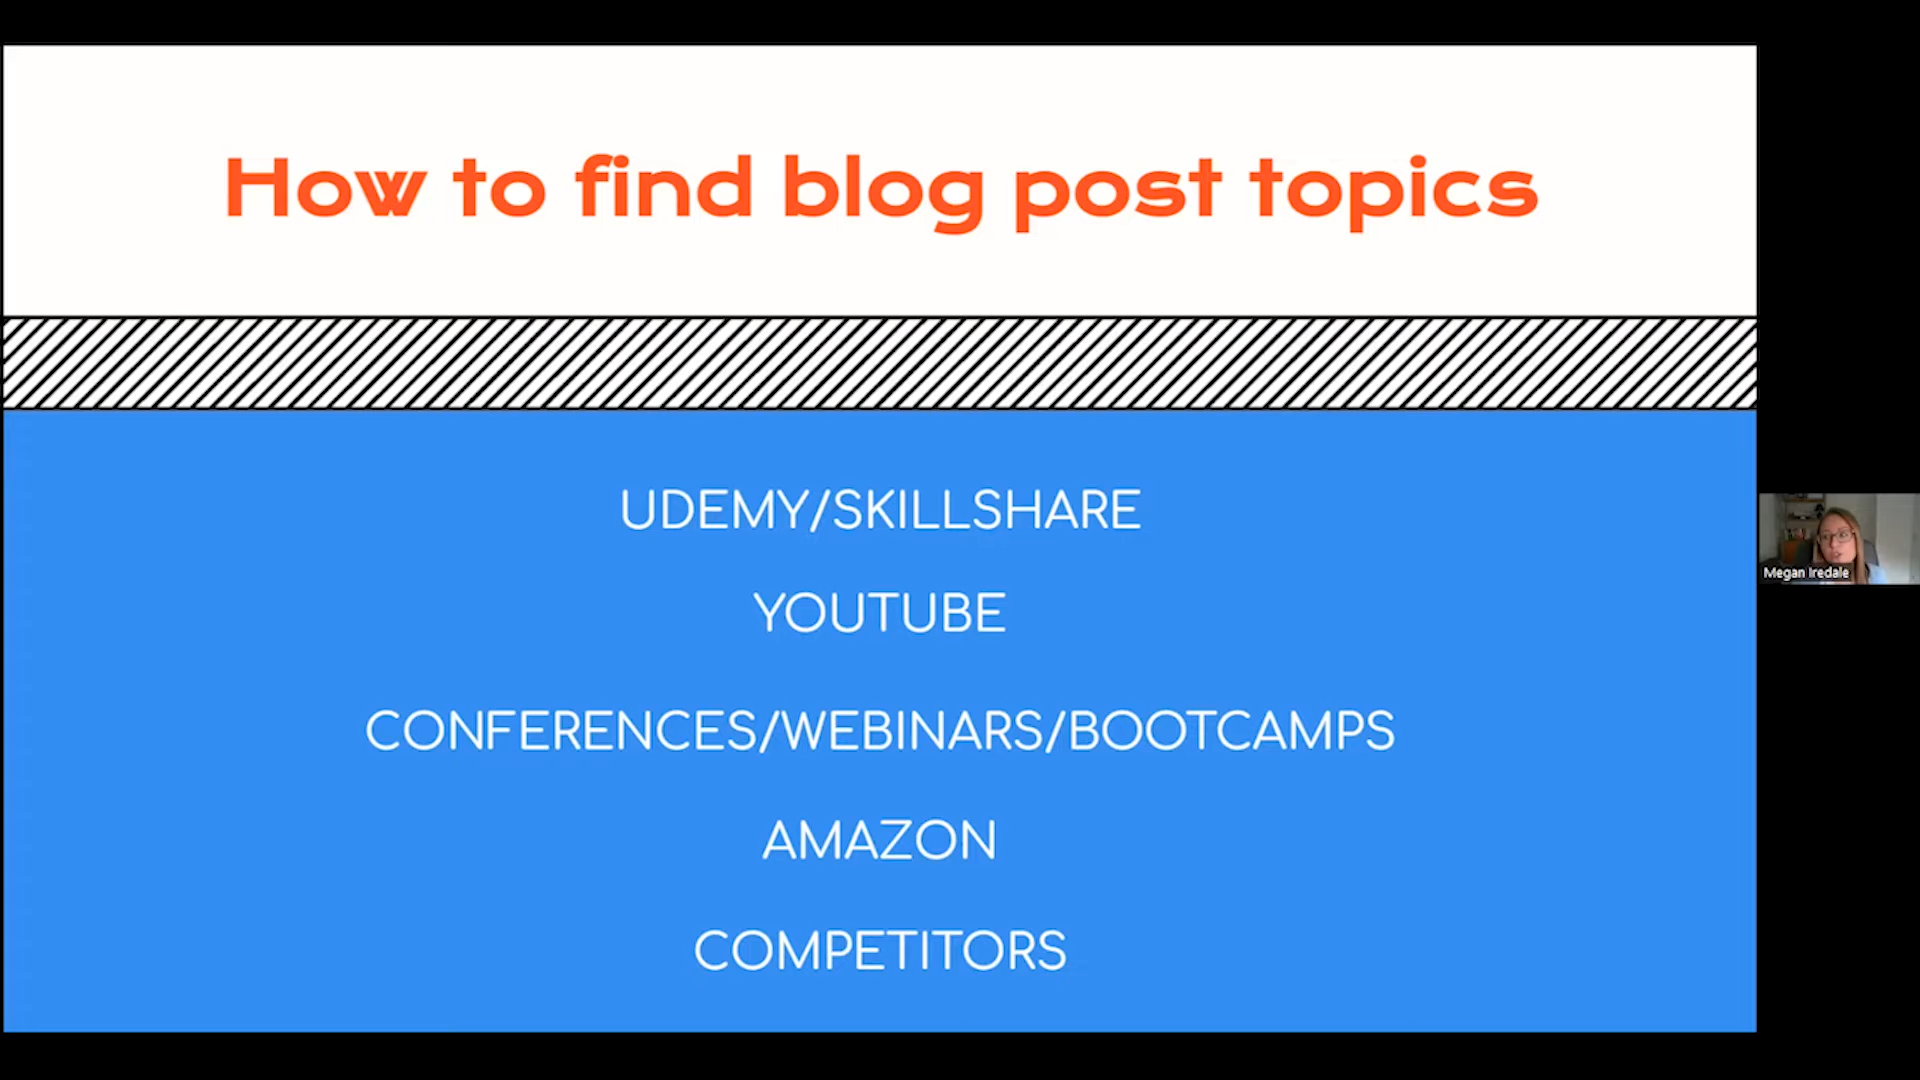 How to find blog post topics
UDEMY/SKILLSHARE
YOUTUBE
CONFERENCES/WEBINARS/BOOTCAMPS
AMAZON
COMPETITORS
Megan Iredale